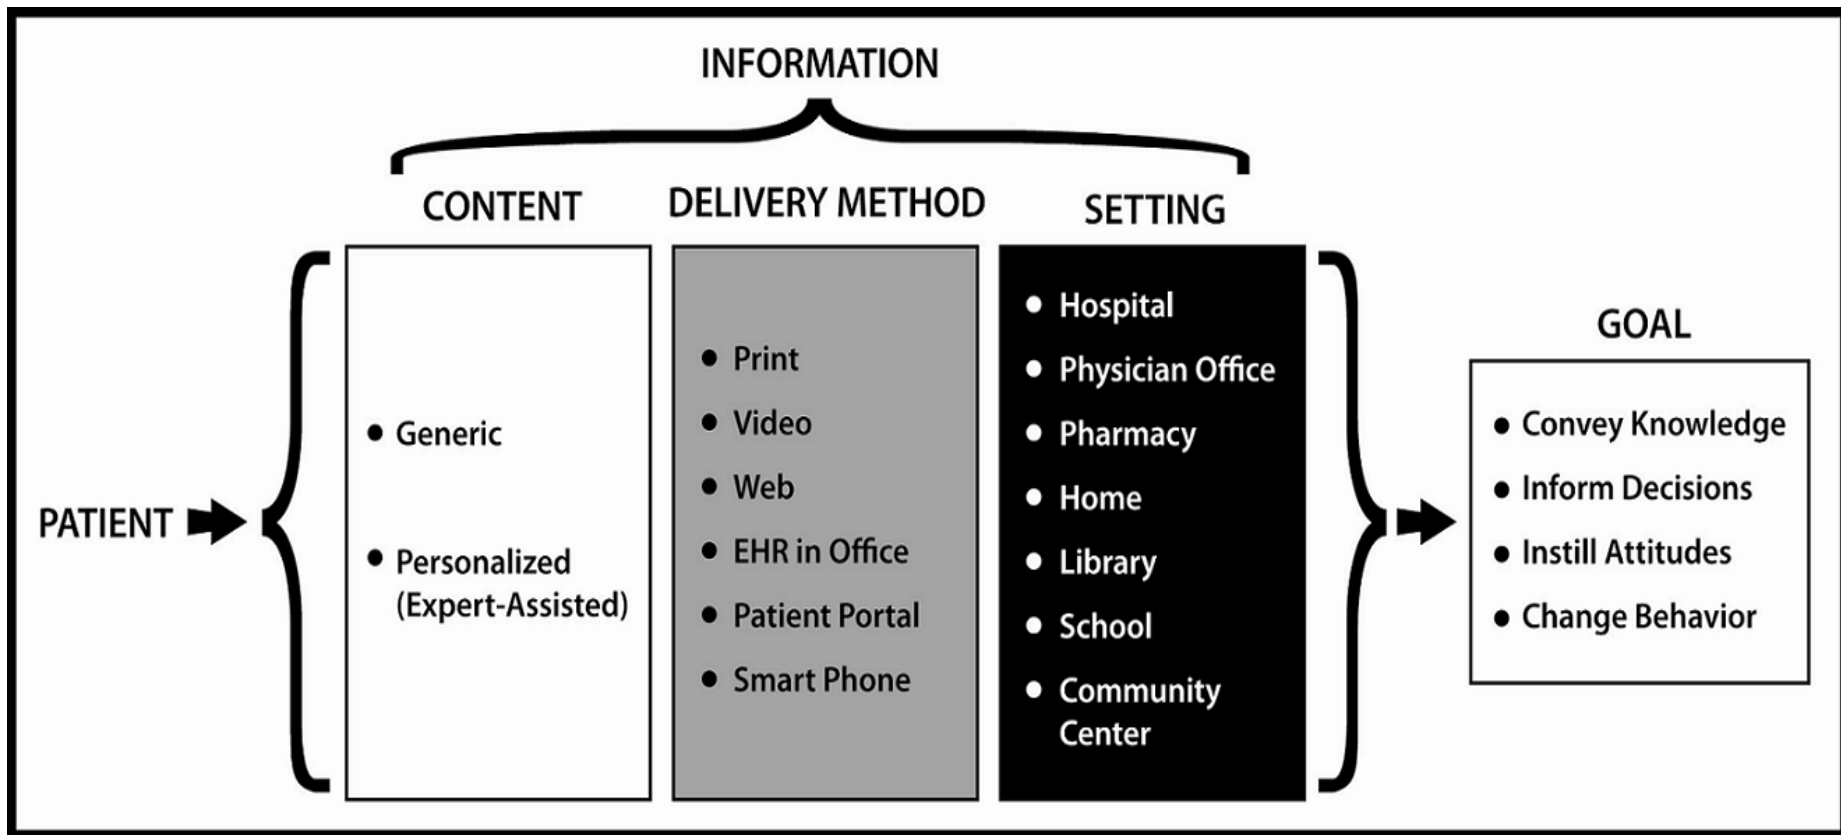 INFORMATION
CONTENT
DELIVERY METHOD
SETTING
PATIENT
• Generic
• Personalized
(Expert-Assisted)
• Print
• Video
• Web
• EHR in Office
• Patient Portal
• Smart Phone
• Hospital
• Physician Office
• Pharmacy
• Home
• Library
• School
• Community
Center
GOAL
• Convey Knowledge
• Inform Decisions
• Instill Attitudes
• Change Behavior